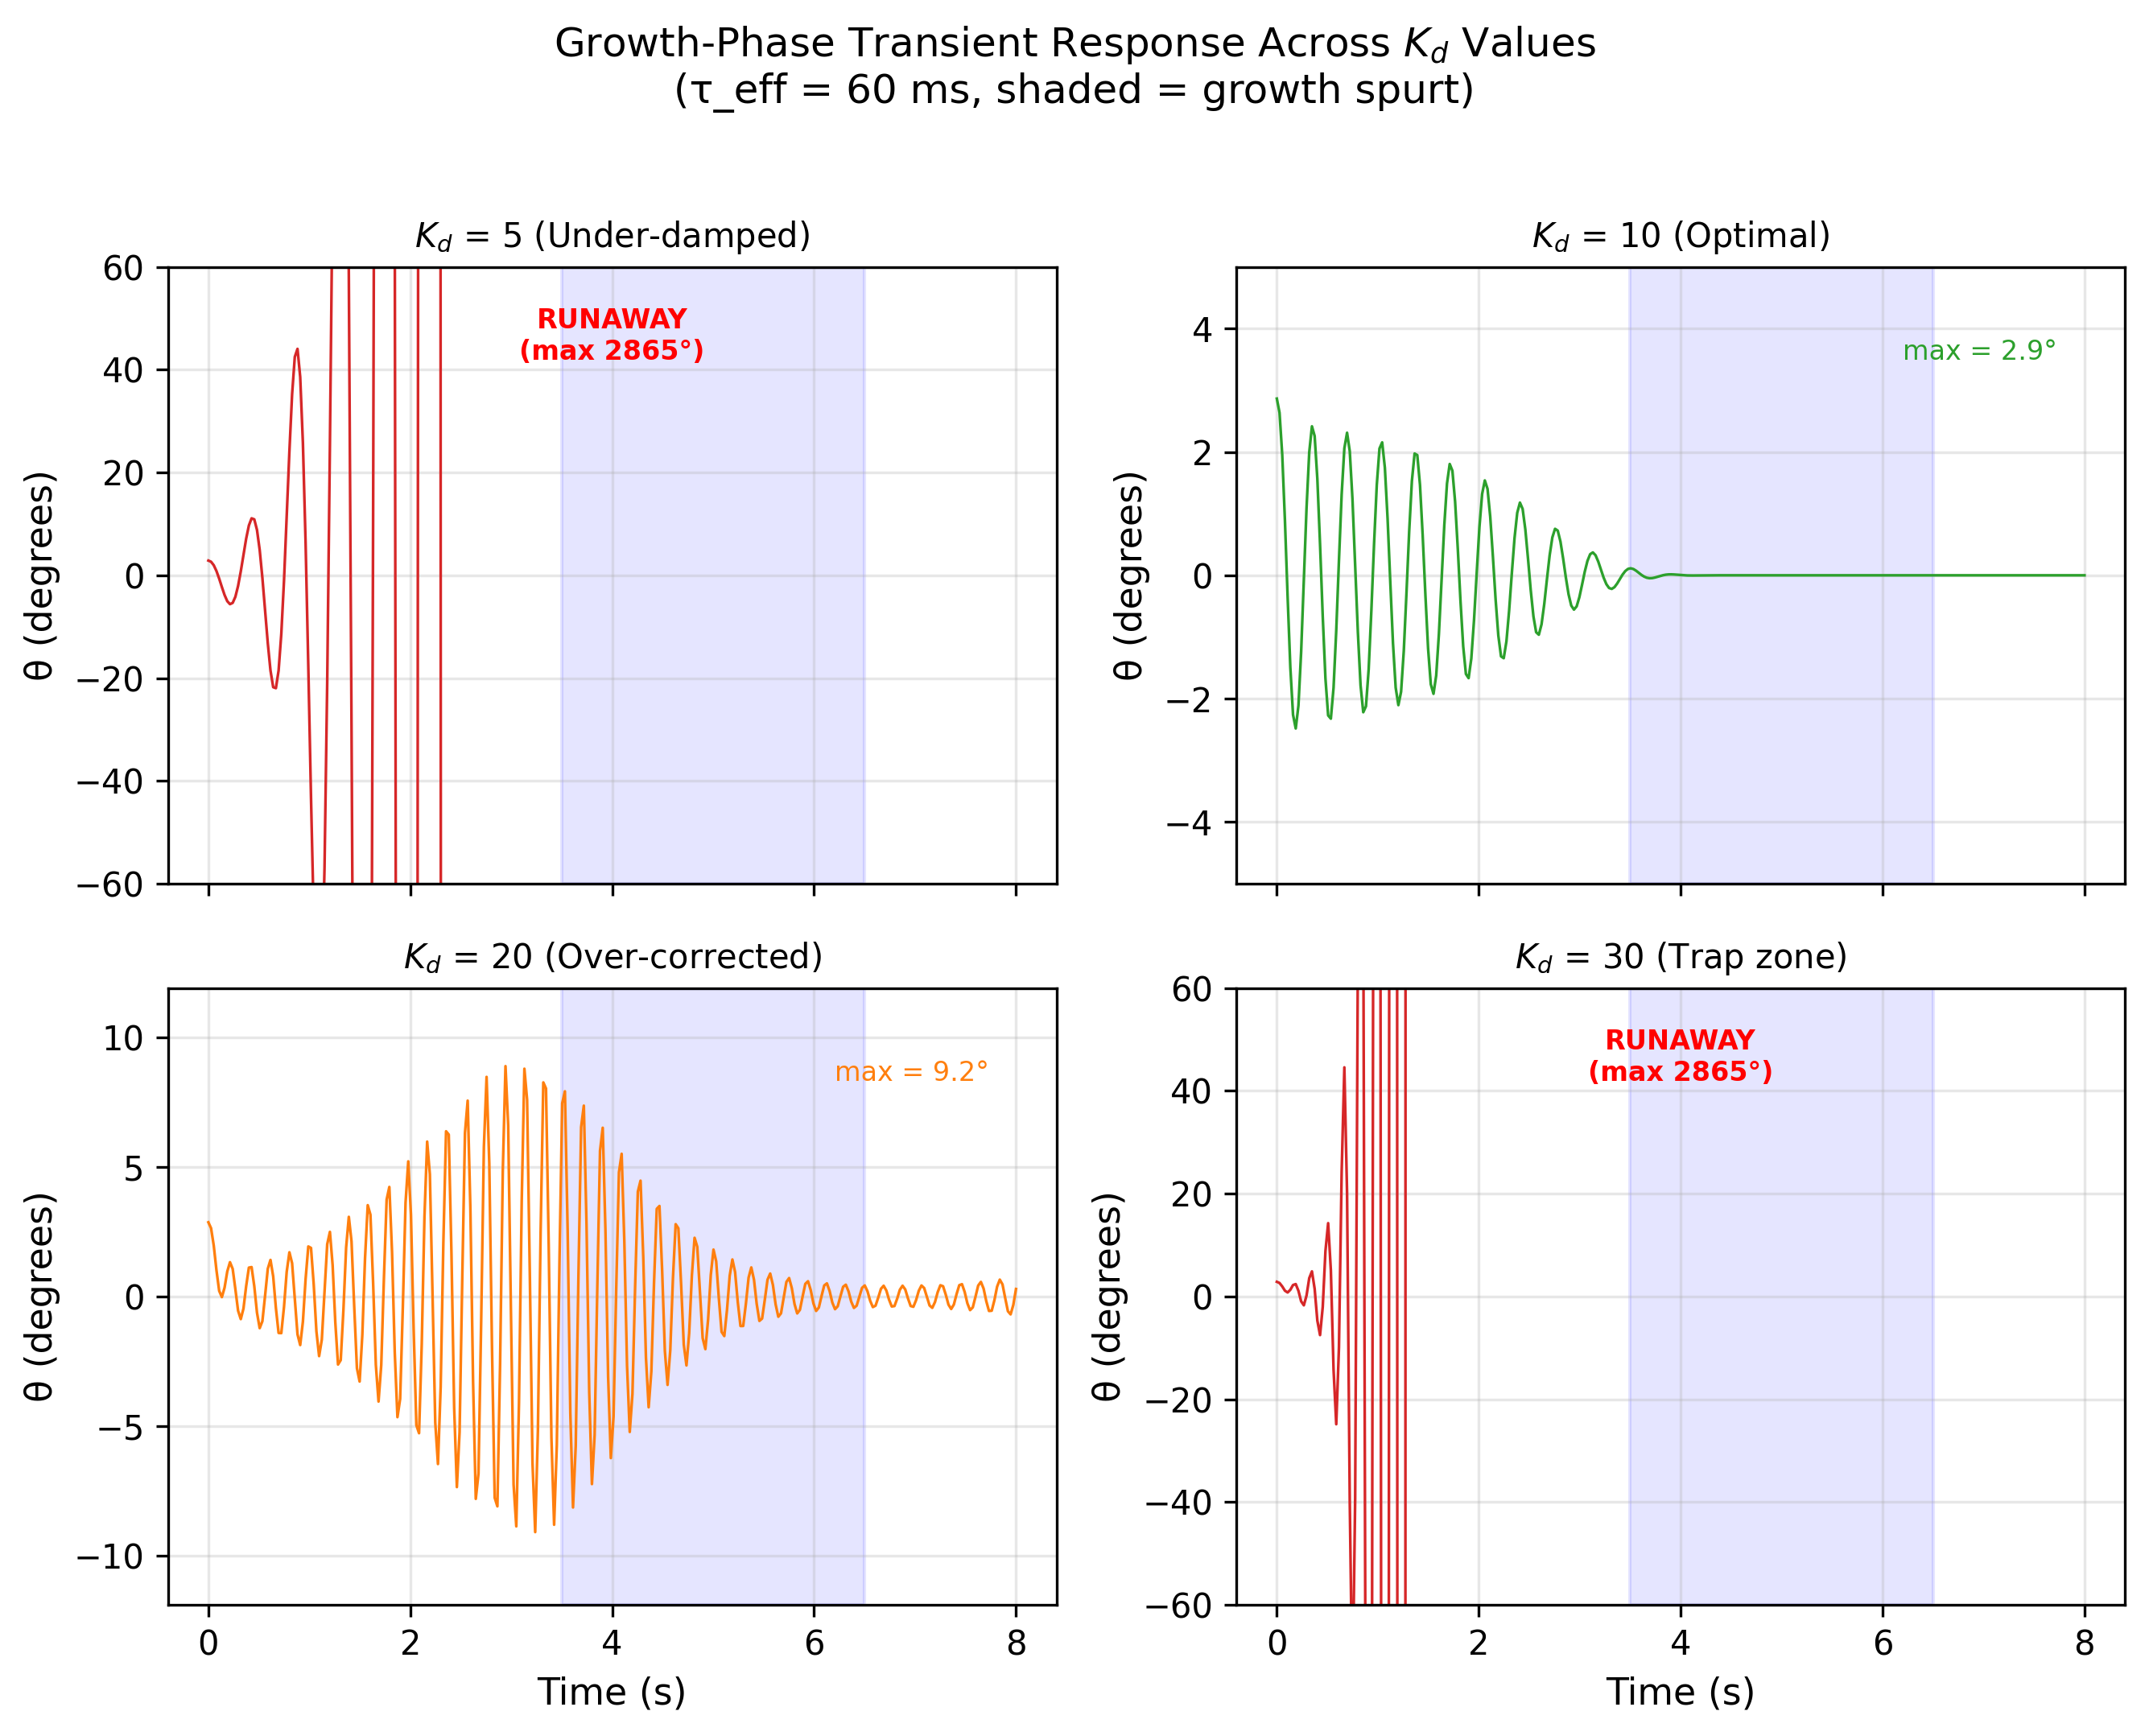 Growth-Phase Transient Response Across K_d Values
(τ_eff = 60 ms, shaded = growth spurt)
K_d = 5 (Under-damped)
60
40
20
0
−20
−40
−60
θ (degrees)
RUNAWAY
(max 2865°)
K_d = 10 (Optimal)
4
2
0
−2
−4
θ (degrees)
max = 2.9°
K_d = 20 (Over-corrected)
10
5
0
−5
−10
θ (degrees)
max = 9.2°
0 2 4 6 8
Time (s)
K_d = 30 (Trap zone)
60
40
20
0
−20
−40
−60
θ (degrees)
RUNAWAY
(max 2865°)
0 2 4 6 8
Time (s)